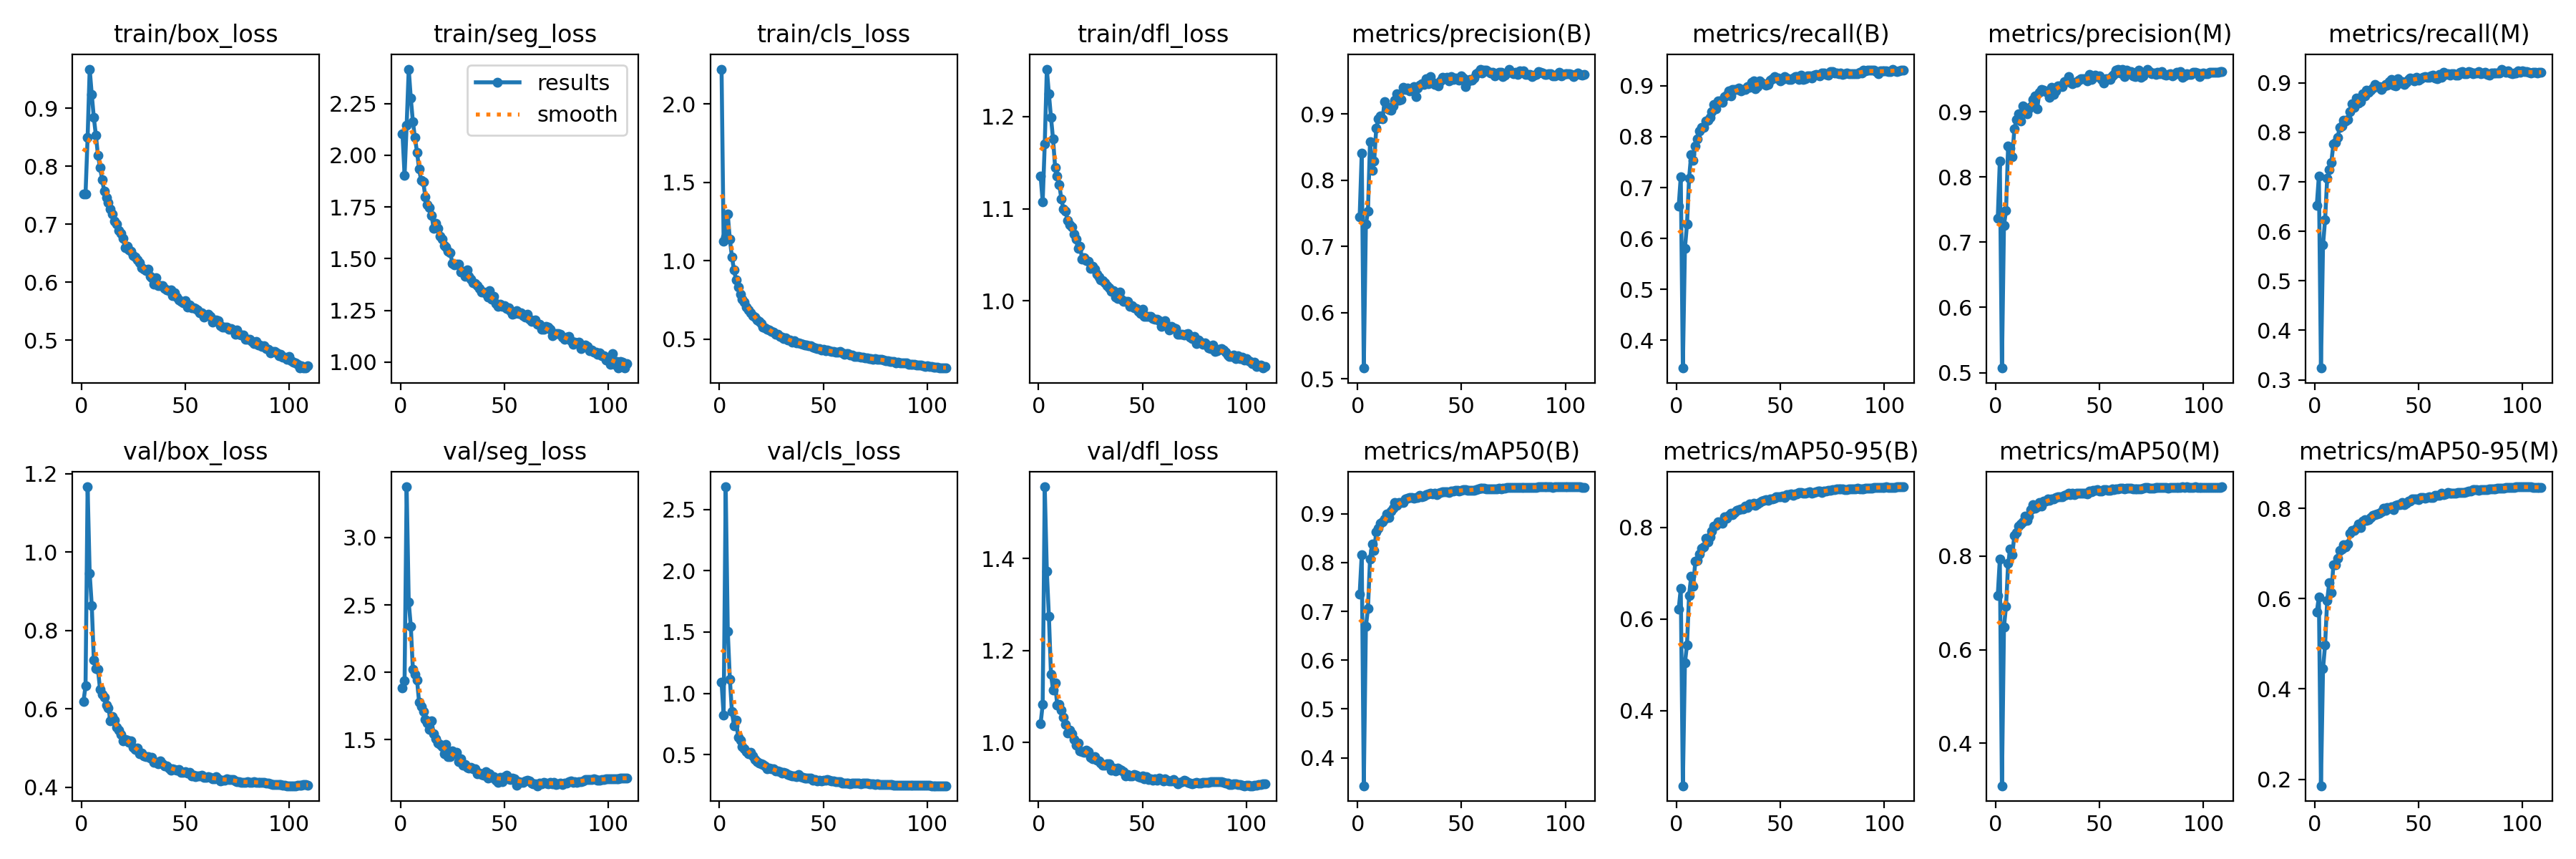 train/box_loss
0.9
0.8
0.7
0.6
0.5
0 50 100
train/seg_loss
results
smooth
2.25
2.00
1.75
1.50
1.25
1.00
0 50 100
train/cls_loss
2.0
1.5
1.0
0.5
0 50 100
train/dfl_loss
1.2
1.1
1.0
0 50 100
metrics/precision(B)
0.9
0.8
0.7
0.6
0.5
0 50 100
metrics/recall(B)
0.9
0.8
0.7
0.6
0.5
0.4
0 50 100
metrics/precision(M)
0.9
0.8
0.7
0.6
0.5
0 50 100
metrics/recall(M)
0.9
0.8
0.7
0.6
0.5
0.4
0.3
0 50 100
val/box_loss
1.2
1.0
0.8
0.6
0.4
0 50 100
val/seg_loss
3.0
2.5
2.0
1.5
0 50 100
val/cls_loss
2.5
2.0
1.5
1.0
0.5
0 50 100
val/dfl_loss
1.4
1.2
1.0
0 50 100
metrics/mAP50(B)
0.9
0.8
0.7
0.6
0.5
0.4
0 50 100
metrics/mAP50-95(B)
0.8
0.6
0.4
0 50 100
metrics/mAP50(M)
0.8
0.6
0.4
0 50 100
metrics/mAP50-95(M)
0.8
0.6
0.4
0.2
0 50 100